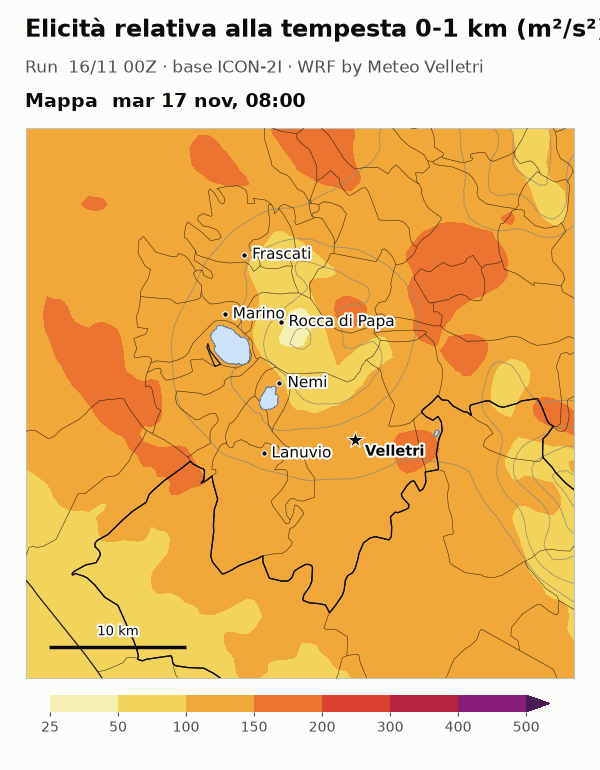 Elicità relativa alla tempesta 0-1 km (m²/s²)
Run  16/11 00Z · base ICON-2I · WRF by Meteo Velletri
Mappa  mar 17 nov, 08:00
Frascati
Marino
Rocca di Papa
Nemi
Velletri
Lanuvio
10 km
25 50 100 150 200 300 400 500